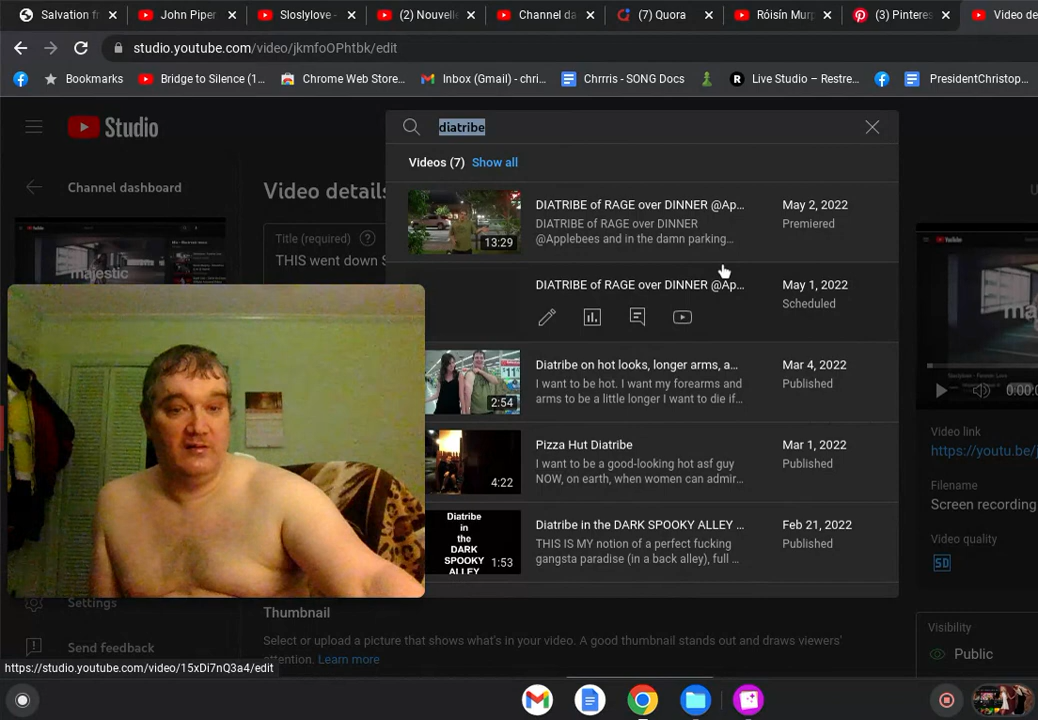 Salvation fr
John Piper
Sloslylove -
(2) Nouvelle
Channel da
(7) Quora
Róisín Murp
(3) Pinteres
Video de
studio.youtube.com/video/jkmfoOPhtbk/edit
Bookmarks
Bridge to Silence (1...
Chrome Web Store...
Inbox (Gmail) - chri...
Chrrris - SONG Docs
Live Studio – Restre...
PresidentChristop...
Studio
diatribe
Videos (7) Show all
Channel dashboard
Video details
Title (required)
THIS went down S
majestic
DIATRIBE of RAGE over DINNER @Ap...
DIATRIBE of RAGE over DINNER
@Applebees and in the damn parking...
13:29
May 2, 2022
Premiered
DIATRIBE of RAGE over DINNER @Ap...
May 1, 2022
Scheduled
Diatribe on hot looks, longer arms, a...
I want to be hot. I want my forearms and
arms to be a little longer I want to die if...
2:54
Mar 4, 2022
Published
Pizza Hut Diatribe
I want to be a good-looking hot asf guy
NOW, on earth, when women can admir...
4:22
Mar 1, 2022
Published
Diatribe
in
the
DARK
SPOOKY
ALLEY
1:53
Diatribe in the DARK SPOOKY ALLEY ...
THIS IS MY notion of a perfect fucking
gangsta paradise (in a back alley), full ...
Feb 21, 2022
Published
majestic
0:00:0
Video link
https://youtu.be/
Filename
Screen recording
Video quality
SD
Visibility
Public
Settings
Send feedback
Thumbnail
Select or upload a picture that shows what's in your video. A good thumbnail stands out and draws viewers'
attention. Learn more
https://studio.youtube.com/video/15xDi7nQ3a4/edit